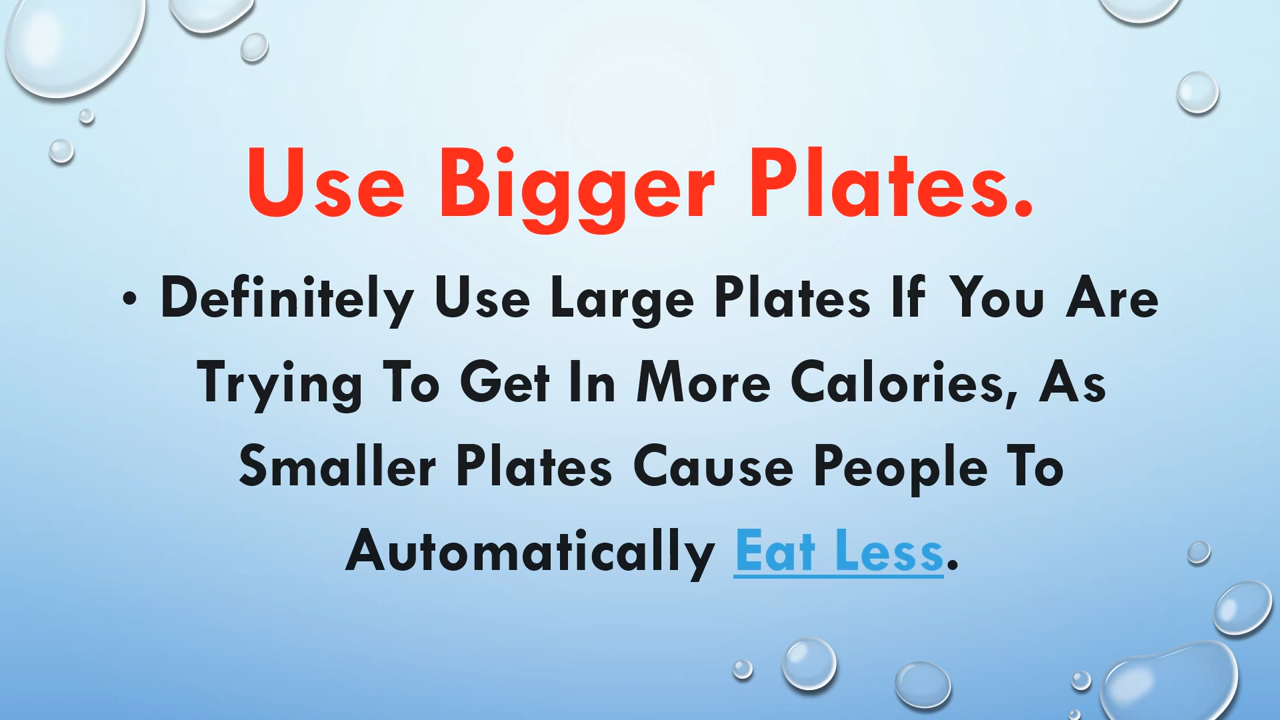 Use Bigger Plates.
• Definitely Use Large Plates If You Are
Trying To Get In More Calories, As
Smaller Plates Cause People To
Automatically Eat Less.